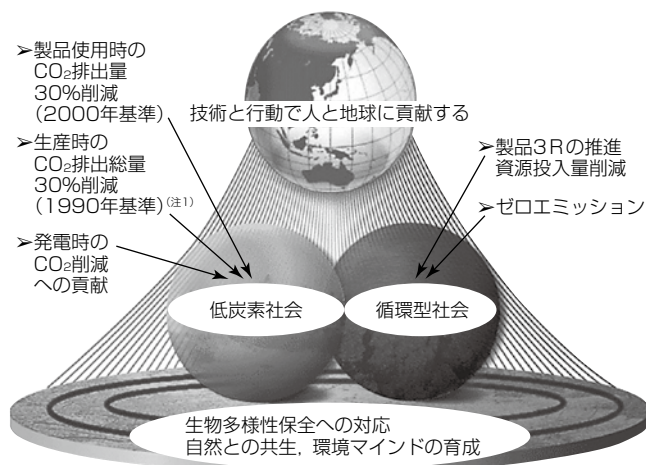 ➢製品使用時の
CO₂排出量
30%削減
（2000年基準）
技術と行動で人と地球に貢献する
➢生産時の
CO₂排出総量
30%削減
（1990年基準）(注1)
➢発電時の
CO₂削減
への貢献
➢製品3Rの推進
資源投入量削減
➢ゼロエミッション
低炭素社会
循環型社会
生物多様性保全への対応
自然との共生，環境マインドの育成